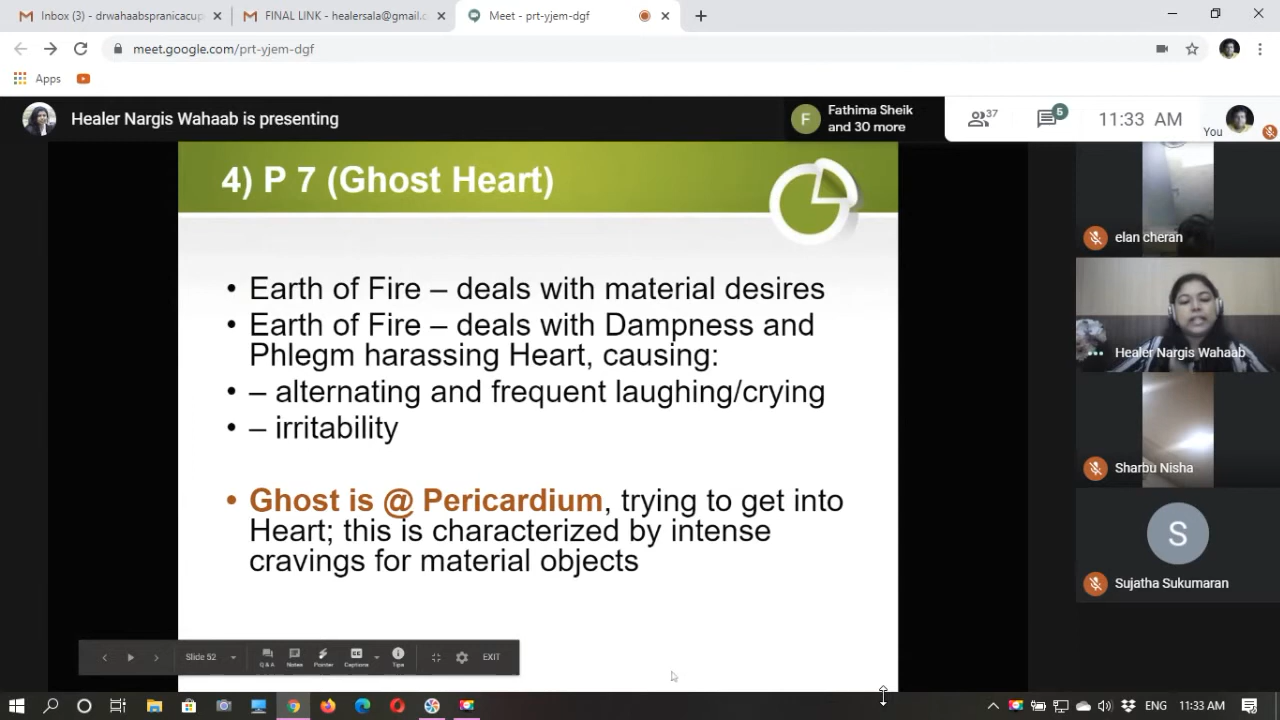 Inbox (3) - drwahaabspranicacup
FINAL LINK - healersala@gmail.c
Meet - prt-yjem-dgf
meet.google.com/prt-yjem-dgf
Apps
Healer Nargis Wahaab is presenting
F
Fathima Sheik
and 30 more
37
5
11:33 AM
You
4) P 7 (Ghost Heart)
• Earth of Fire – deals with material desires
• Earth of Fire – deals with Dampness and
Phlegm harassing Heart, causing:
• – alternating and frequent laughing/crying
• – irritability
• Ghost is @ Pericardium, trying to get into
Heart; this is characterized by intense
cravings for material objects
elan cheran
Healer Nargis Wahaab
Sharbu Nisha
S
Sujatha Sukumaran
Slide 52
Q & A
Notes
Pointer
Captions
Tips
EXIT
ENG
11:33 AM